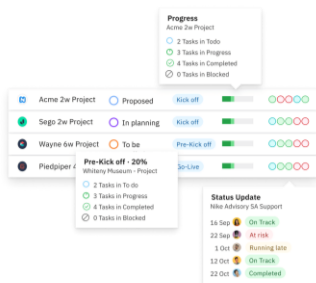 Progress
Acme 2w Project
2 Tasks in Todo
3 Tasks in Progress
4 Tasks in Completed
0 Tasks in Blocked
Acme 2w Project Proposed Kick off
Sego 2w Project In planning Kick off
Wayne 6w Project To be Pre-Kick off
Piedpiper 4 Go-Live
Pre-Kick off · 20%
Whiteny Museum - Project
2 Tasks in To do
3 Tasks in Progress
4 Tasks in Completed
0 Tasks in Blocked
Status Update
Nike Advisory SA Support
16 Sep On Track
22 Sep At risk
1 Oct Running late
12 Oct On Track
22 Oct Completed